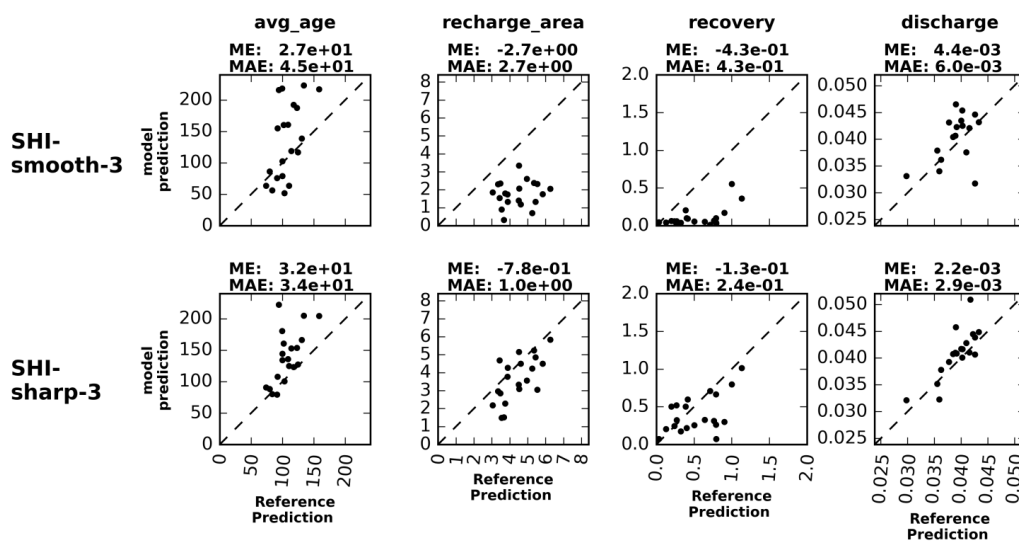 avg_age recharge_area recovery discharge
ME: 2.7e+01 ME: -2.7e+00 ME: -4.3e-01 ME: 4.4e-03
MAE: 4.5e+01 MAE: 2.7e+00 MAE: 4.3e-01 MAE: 6.0e-03
SHI-
smooth-3
model
prediction
200
150
100
50
0
8
7
6
5
4
3
2
1
0
2.0
1.5
1.0
0.5
0.0
0.050
0.045
0.040
0.035
0.030
0.025
ME: 3.2e+01 ME: -7.8e-01 ME: -1.3e-01 ME: 2.2e-03
MAE: 3.4e+01 MAE: 1.0e+00 MAE: 2.4e-01 MAE: 2.9e-03
SHI-
sharp-3
model
prediction
200
150
100
50
0
8
7
6
5
4
3
2
1
0
2.0
1.5
1.0
0.5
0.0
0.050
0.045
0.040
0.035
0.030
0.025
0 50 100 150 200
0 1 2 3 4 5 6 7 8
0.0 0.5 1.0 1.5 2.0
0.025 0.030 0.035 0.040 0.045 0.050
Reference
Prediction
Reference
Prediction
Reference
Prediction
Reference
Prediction